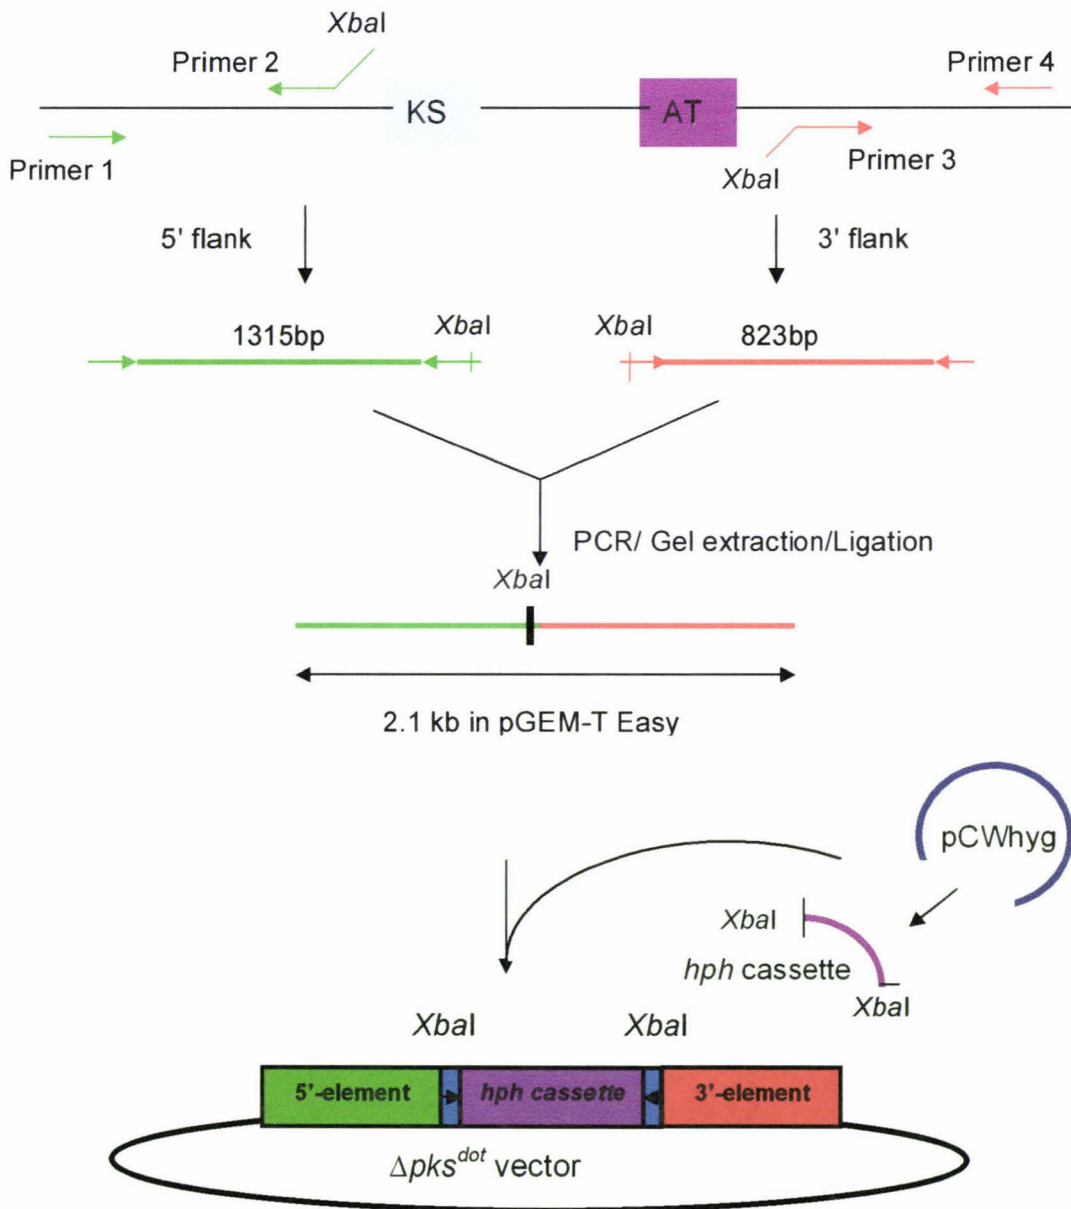 XbaI
Primer 2
Primer 4
KS
AT
Primer 1
Primer 3
XbaI
5' flank
3' flank
1315bp
XbaI
XbaI
823bp
PCR/ Gel extraction/Ligation
XbaI
2.1 kb in pGEM-T Easy
pCWhyg
XbaI
hph cassette
XbaI
XbaI
XbaI
5'-element
hph cassette
3'-element
Δpks^dot vector